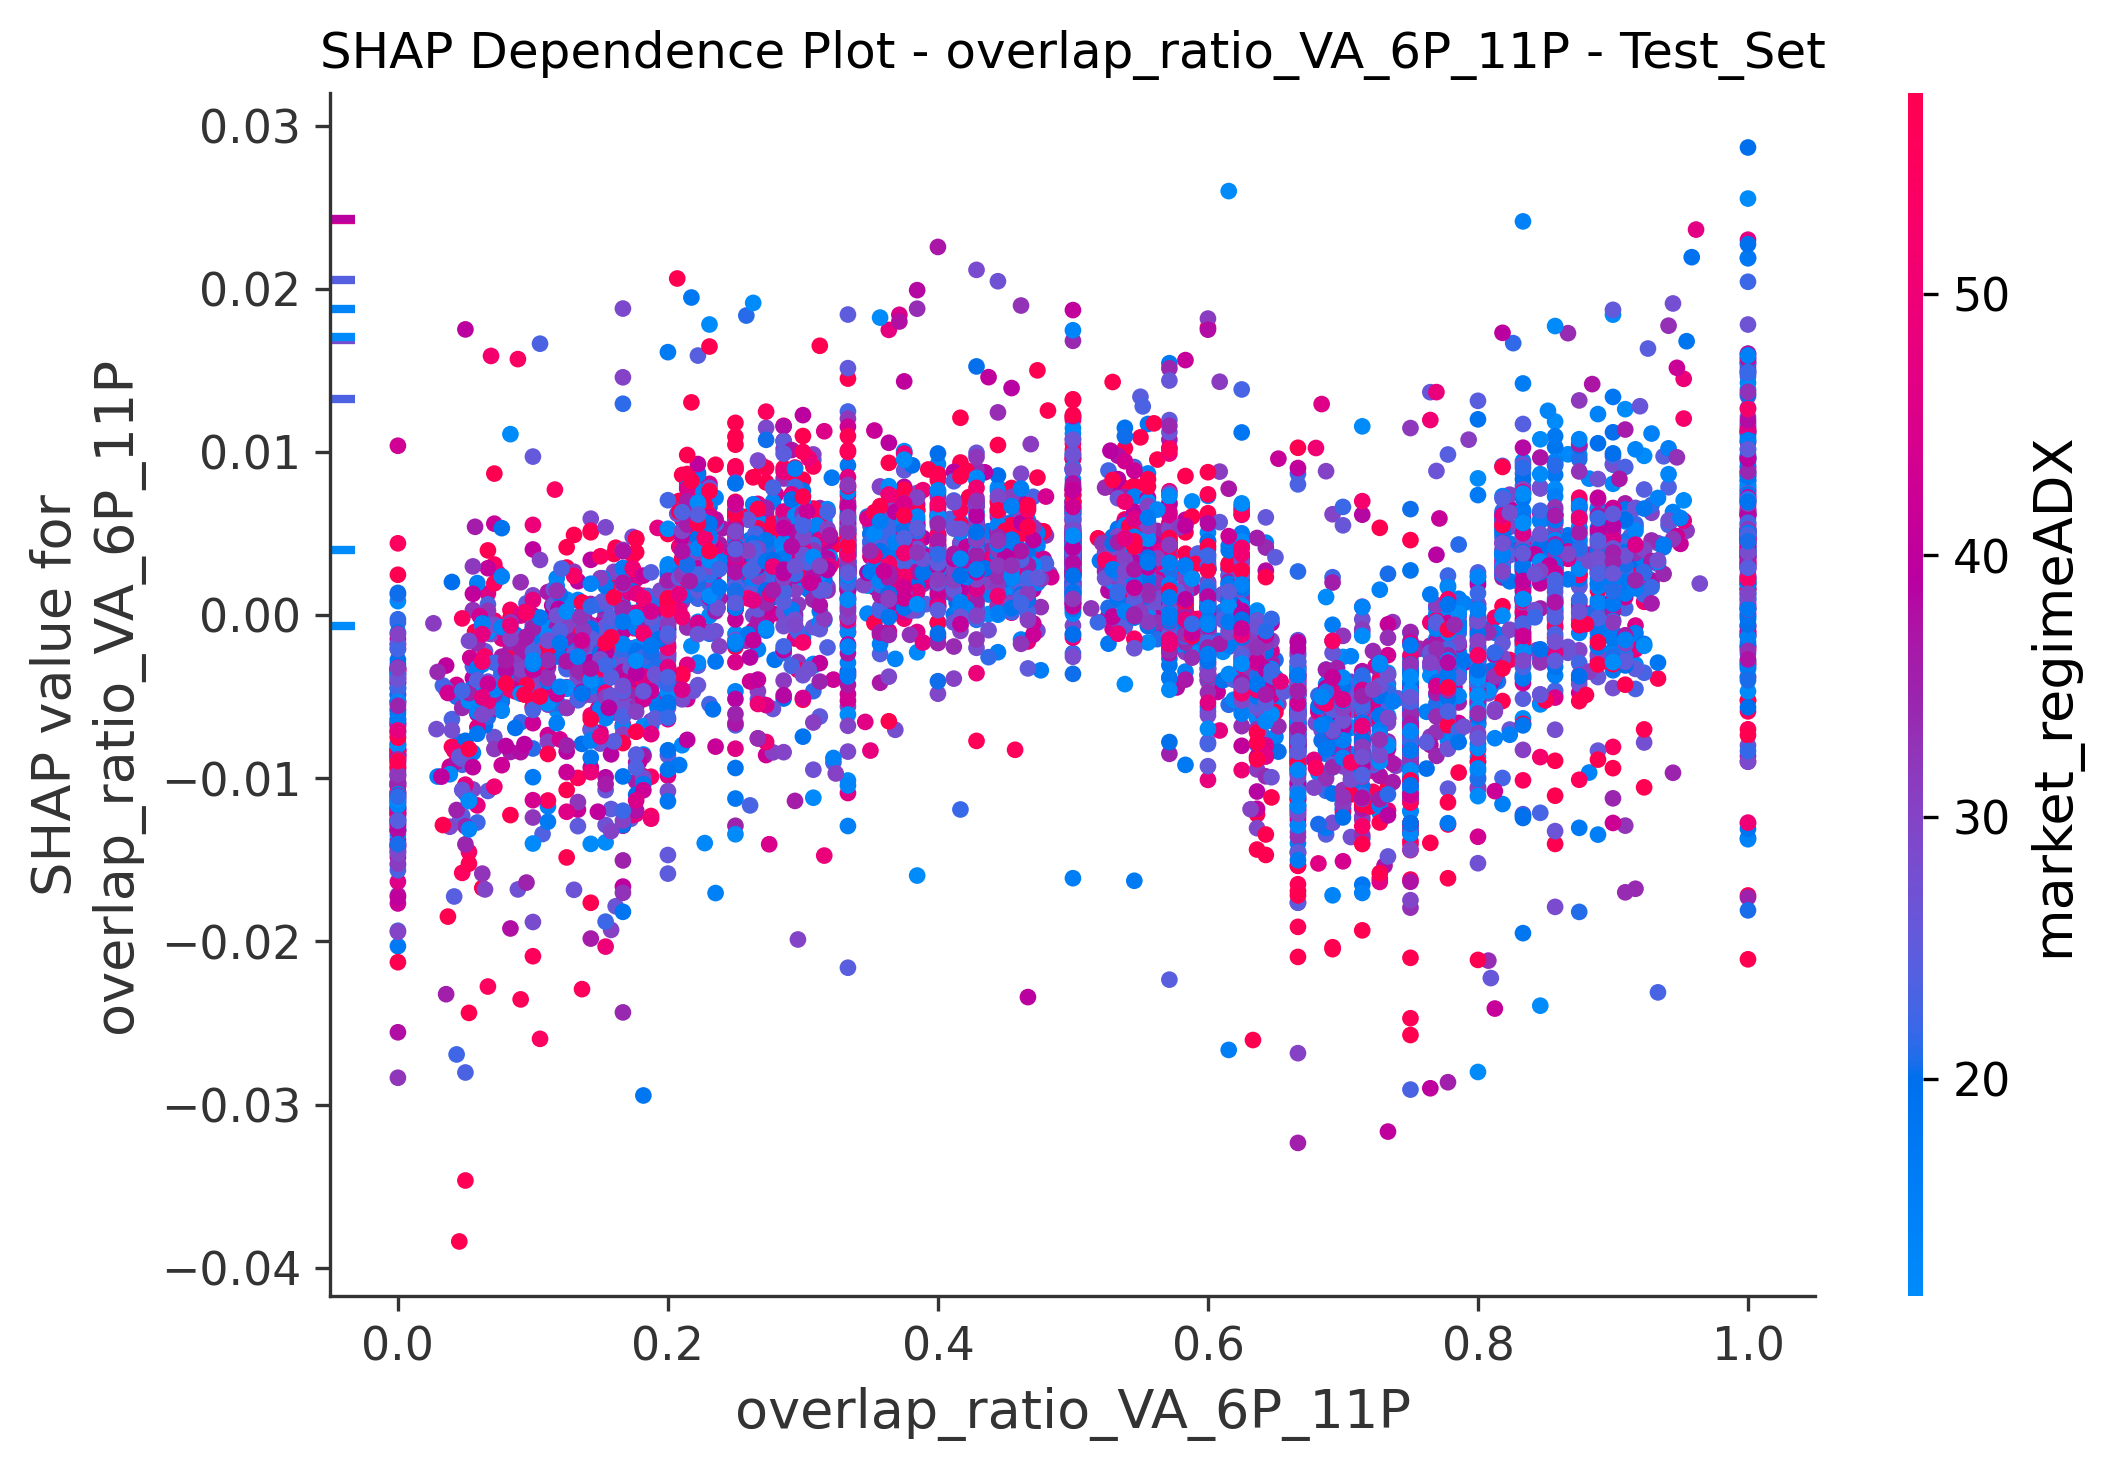 SHAP Dependence Plot - overlap_ratio_VA_6P_11P - Test_Set
SHAP value for
overlap_ratio_VA_6P_11P
0.03
0.02
0.01
0.00
−0.01
−0.02
−0.03
−0.04
0.0 0.2 0.4 0.6 0.8 1.0
overlap_ratio_VA_6P_11P
50
40
30
20
market_regimeADX